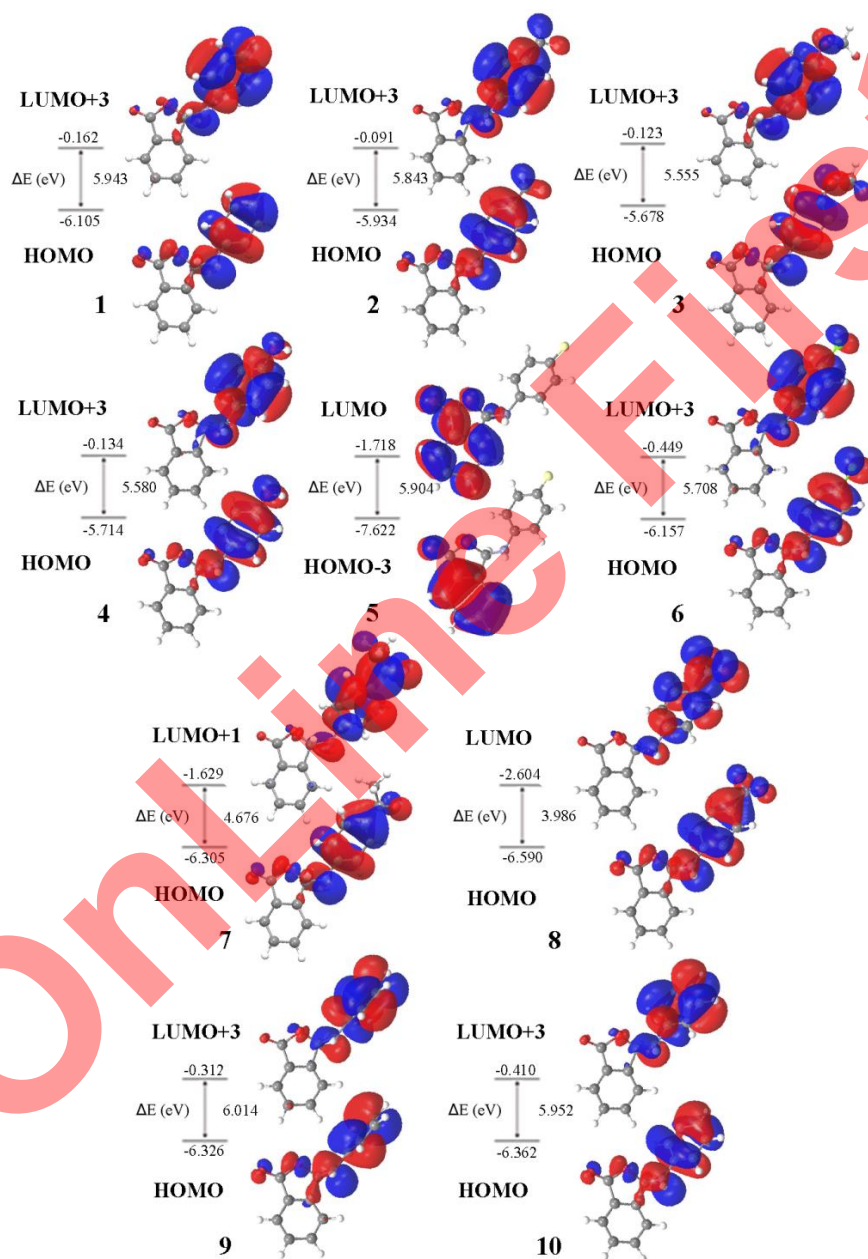 LUMO+3
-0.162
ΔE (eV) 5.943
-6.105
HOMO
1
LUMO+3
-0.091
ΔE (eV) 5.843
-5.934
HOMO
2
LUMO+3
-0.123
ΔE (eV) 5.555
-5.678
HOMO
3
LUMO+3
-0.134
ΔE (eV) 5.580
-5.714
HOMO
4
LUMO
-1.718
ΔE (eV) 5.904
-7.622
HOMO-3
5
LUMO+3
-0.449
ΔE (eV) 5.708
-6.157
HOMO
6
LUMO+1
-1.629
ΔE (eV) 4.676
-6.305
HOMO
7
LUMO
-2.604
ΔE (eV) 3.986
-6.590
HOMO
8
LUMO+3
-0.312
ΔE (eV) 6.014
-6.326
HOMO
9
LUMO+3
-0.410
ΔE (eV) 5.952
-6.362
HOMO
10
OnLine First